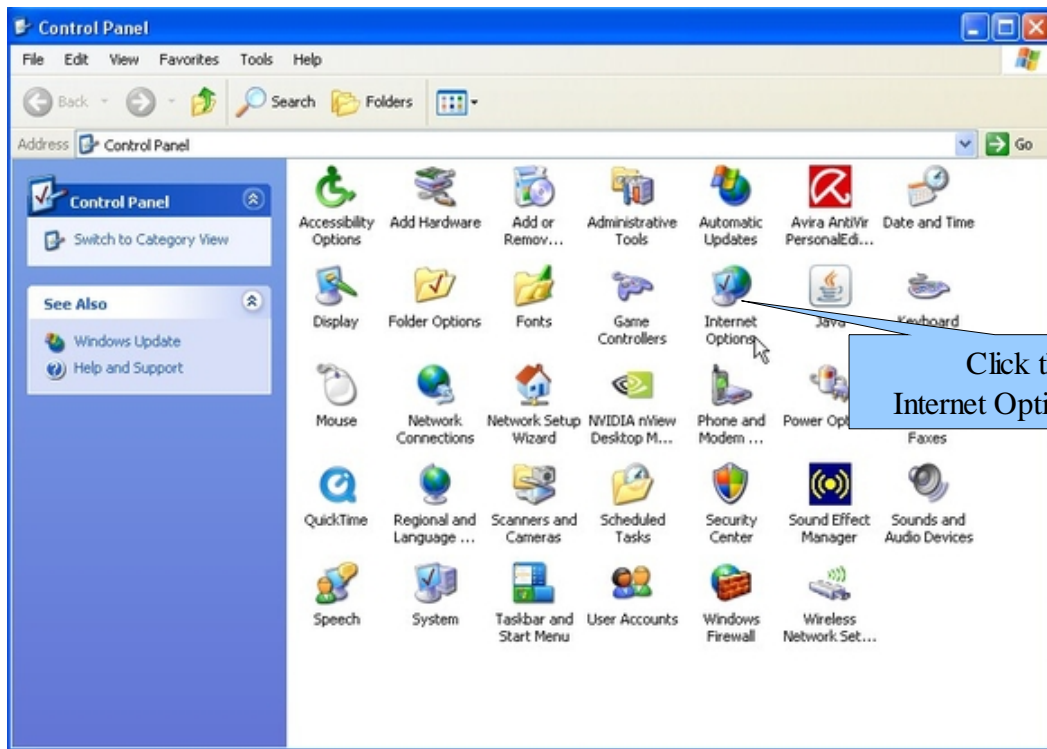 Control Panel
File Edit View Favorites Tools Help
Back Search Folders
Address Control Panel Go
Control Panel
Switch to Category View
See Also
Windows Update
Help and Support
Accessibility Add Hardware Add or Administrative Automatic Avira AntiVir Date and Time
Options Remov... Tools Updates PersonalEdi...
Display Folder Options Fonts Game Internet Java Keyboard
Controllers Options
Click t
Internet Opti
Mouse Network Network Setup NVIDIA nView Phone and Power Opt
Connections Wizard Desktop M... Modem ... Faxes
QuickTime Regional and Scanners and Scheduled Security Sound Effect Sounds and
Language ... Cameras Tasks Center Manager Audio Devices
Speech System Taskbar and User Accounts Windows Wireless
Start Menu Firewall Network Set...